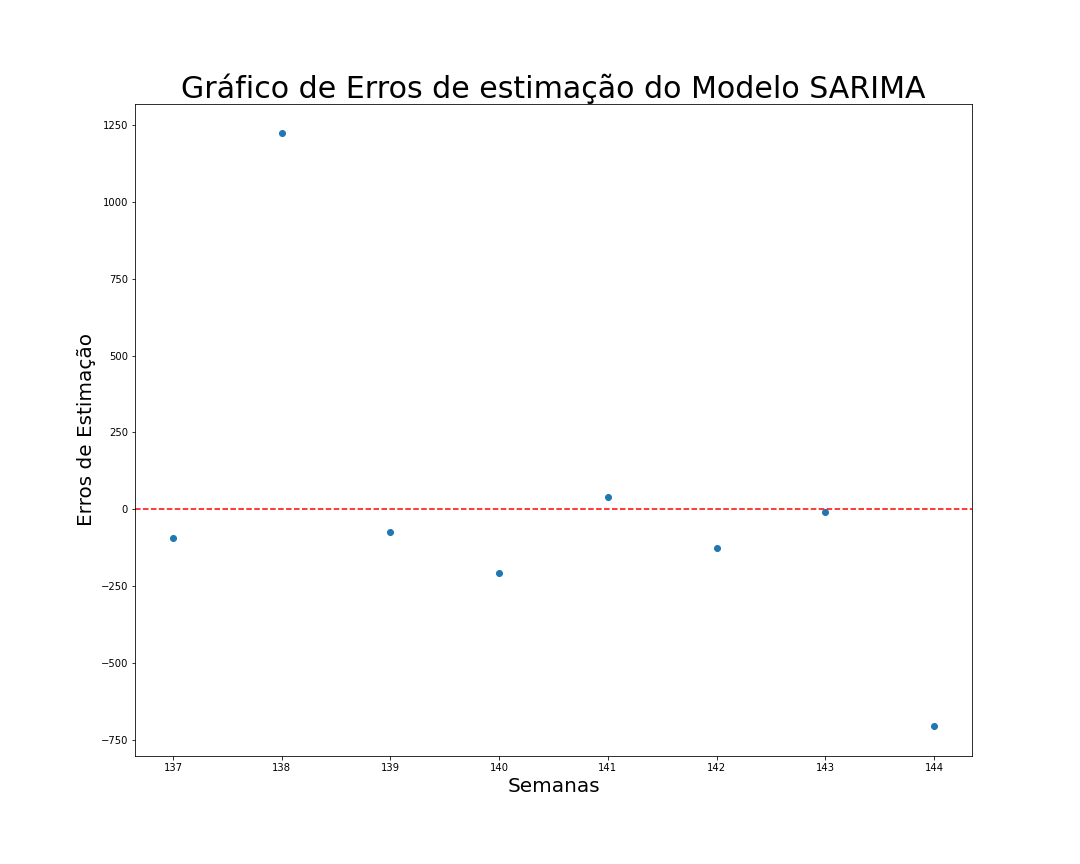 Gráfico de Erros de estimação do Modelo SARIMA
1250
1000
750
500
250
0
−250
−500
−750
Erros de Estimação
137 138 139 140 141 142 143 144
Semanas